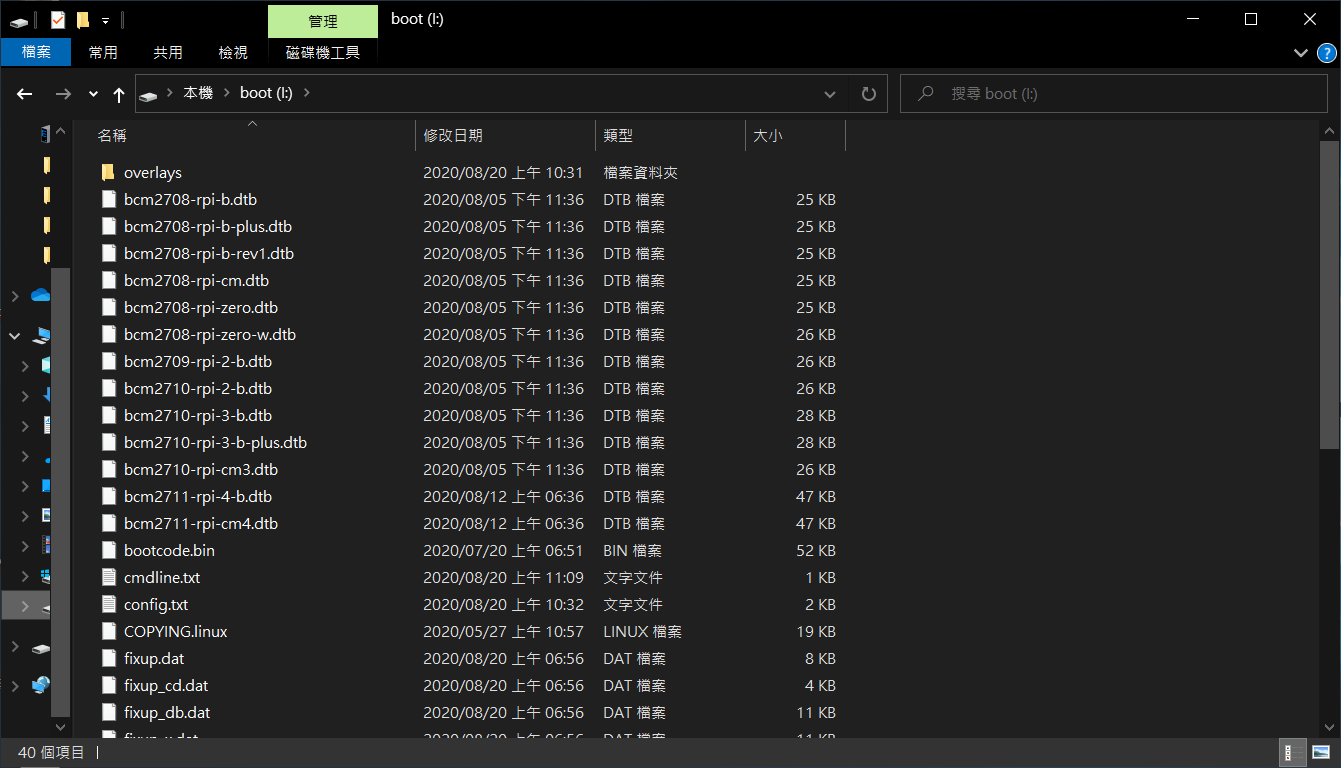 管理 boot (I:)
檔案 常用 共用 檢視 磁碟機工具
本機 boot (I:) 搜尋 boot (I:)
名稱 修改日期 類型 大小
overlays 2020/08/20 上午 10:31 檔案資料夾
bcm2708-rpi-b.dtb 2020/08/05 下午 11:36 DTB 檔案 25 KB
bcm2708-rpi-b-plus.dtb 2020/08/05 下午 11:36 DTB 檔案 25 KB
bcm2708-rpi-b-rev1.dtb 2020/08/05 下午 11:36 DTB 檔案 25 KB
bcm2708-rpi-cm.dtb 2020/08/05 下午 11:36 DTB 檔案 25 KB
bcm2708-rpi-zero.dtb 2020/08/05 下午 11:36 DTB 檔案 25 KB
bcm2708-rpi-zero-w.dtb 2020/08/05 下午 11:36 DTB 檔案 26 KB
bcm2709-rpi-2-b.dtb 2020/08/05 下午 11:36 DTB 檔案 26 KB
bcm2710-rpi-2-b.dtb 2020/08/05 下午 11:36 DTB 檔案 26 KB
bcm2710-rpi-3-b.dtb 2020/08/05 下午 11:36 DTB 檔案 28 KB
bcm2710-rpi-3-b-plus.dtb 2020/08/05 下午 11:36 DTB 檔案 28 KB
bcm2710-rpi-cm3.dtb 2020/08/05 下午 11:36 DTB 檔案 26 KB
bcm2711-rpi-4-b.dtb 2020/08/12 上午 06:36 DTB 檔案 47 KB
bcm2711-rpi-cm4.dtb 2020/08/12 上午 06:36 DTB 檔案 47 KB
bootcode.bin 2020/07/20 上午 06:51 BIN 檔案 52 KB
cmdline.txt 2020/08/20 上午 11:09 文字文件 1 KB
config.txt 2020/08/20 上午 10:32 文字文件 2 KB
COPYING.linux 2020/05/27 上午 10:57 LINUX 檔案 19 KB
fixup.dat 2020/08/20 上午 06:56 DAT 檔案 8 KB
fixup_cd.dat 2020/08/20 上午 06:56 DAT 檔案 4 KB
fixup_db.dat 2020/08/20 上午 06:56 DAT 檔案 11 KB
40 個項目